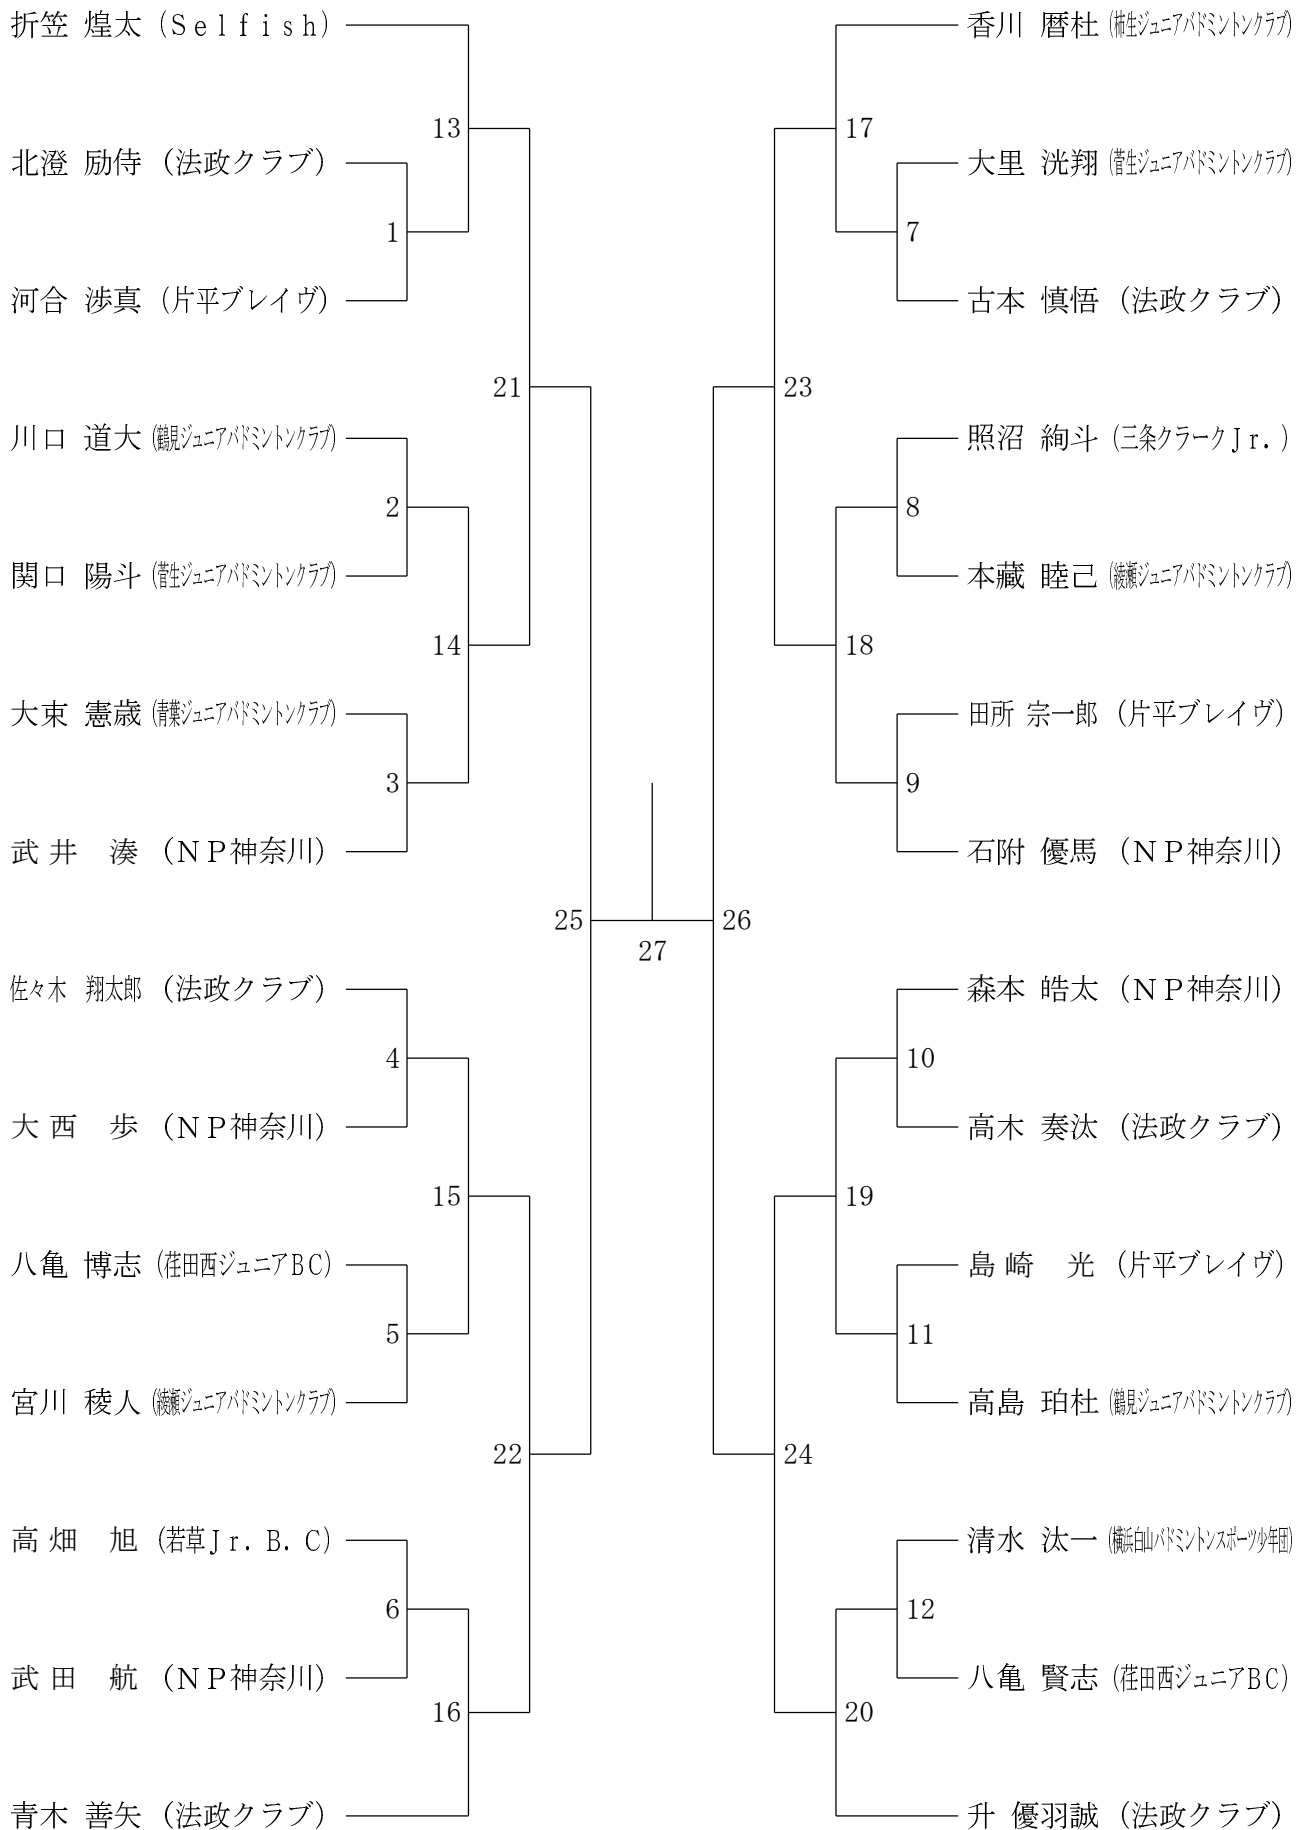 折笠 煌太 (Selfish)
13
北澄 励侍 (法政クラブ)
1
河合 渉真 (片平ブレイヴ)
21
川口 道大 (鶴見ジュニアバドミントンクラブ)
2
関口 陽斗 (菅生ジュニアバドミントンクラブ)
14
大東 憲歳 (青葉ジュニアバドミントンクラブ)
3
武井 湊 (NP神奈川)
25
佐々木 翔太郎 (法政クラブ)
4
大西 歩 (NP神奈川)
15
八亀 博志 (荏田西ジュニアBC)
5
宮川 稜人 (綾瀬ジュニアバドミントンクラブ)
22
高畑 旭 (若草Jr.B.C)
6
武田 航 (NP神奈川)
16
青木 善矢 (法政クラブ)
27
香川 暦杜 (柿生ジュニアバドミントンクラブ)
17
大里 洸翔 (菅生ジュニアバドミントンクラブ)
7
古本 慎悟 (法政クラブ)
23
照沼 絢斗 (三条クラークJr.)
8
本藏 睦己 (綾瀬ジュニアバドミントンクラブ)
18
田所 宗一郎 (片平ブレイヴ)
9
石附 優馬 (NP神奈川)
26
森本 皓太 (NP神奈川)
10
高木 奏汰 (法政クラブ)
19
島崎 光 (片平ブレイヴ)
11
高島 珀杜 (鶴見ジュニアバドミントンクラブ)
24
清水 汰一 (横浜白山バドミントンスポーツ少年団)
12
八亀 賢志 (荏田西ジュニアBC)
20
升 優羽誠 (法政クラブ)